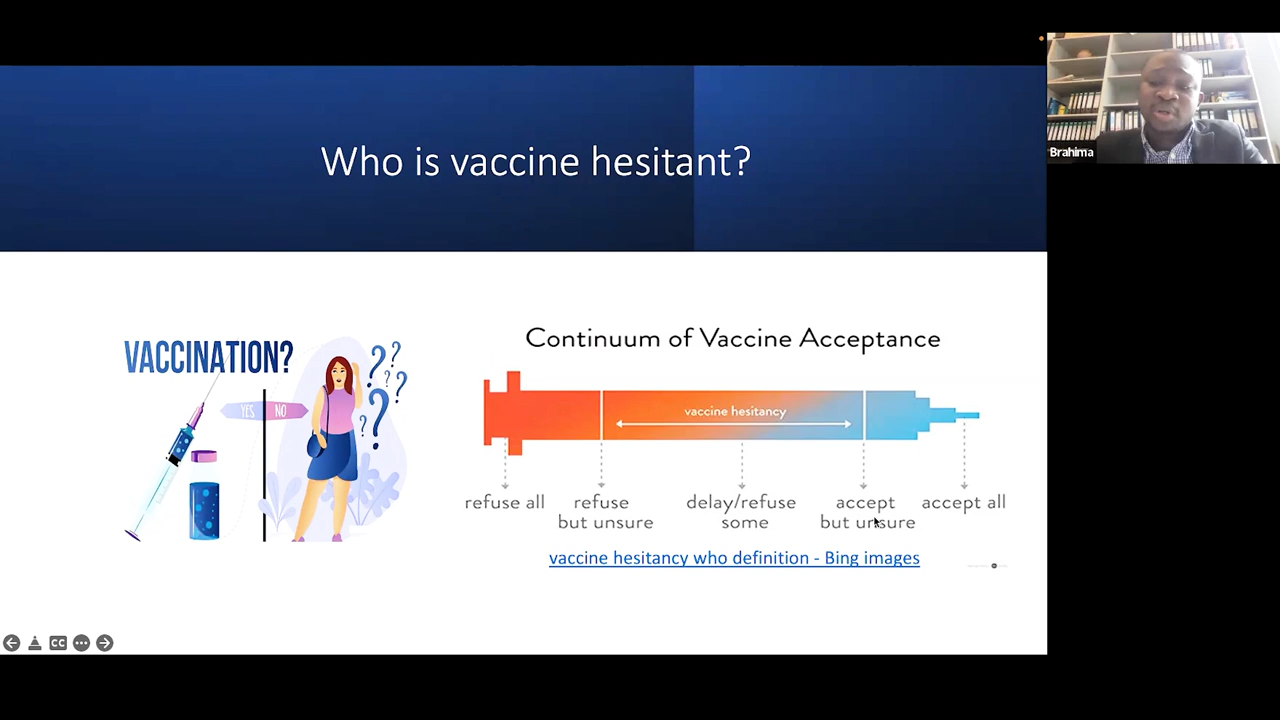 Brahima
Who is vaccine hesitant?
VACCINATION?
YES
NO
Continuum of Vaccine Acceptance
vaccine hesitancy
refuse all
refuse
but unsure
delay/refuse
some
accept
but unsure
accept all
vaccine hesitancy who definition - Bing images
CC